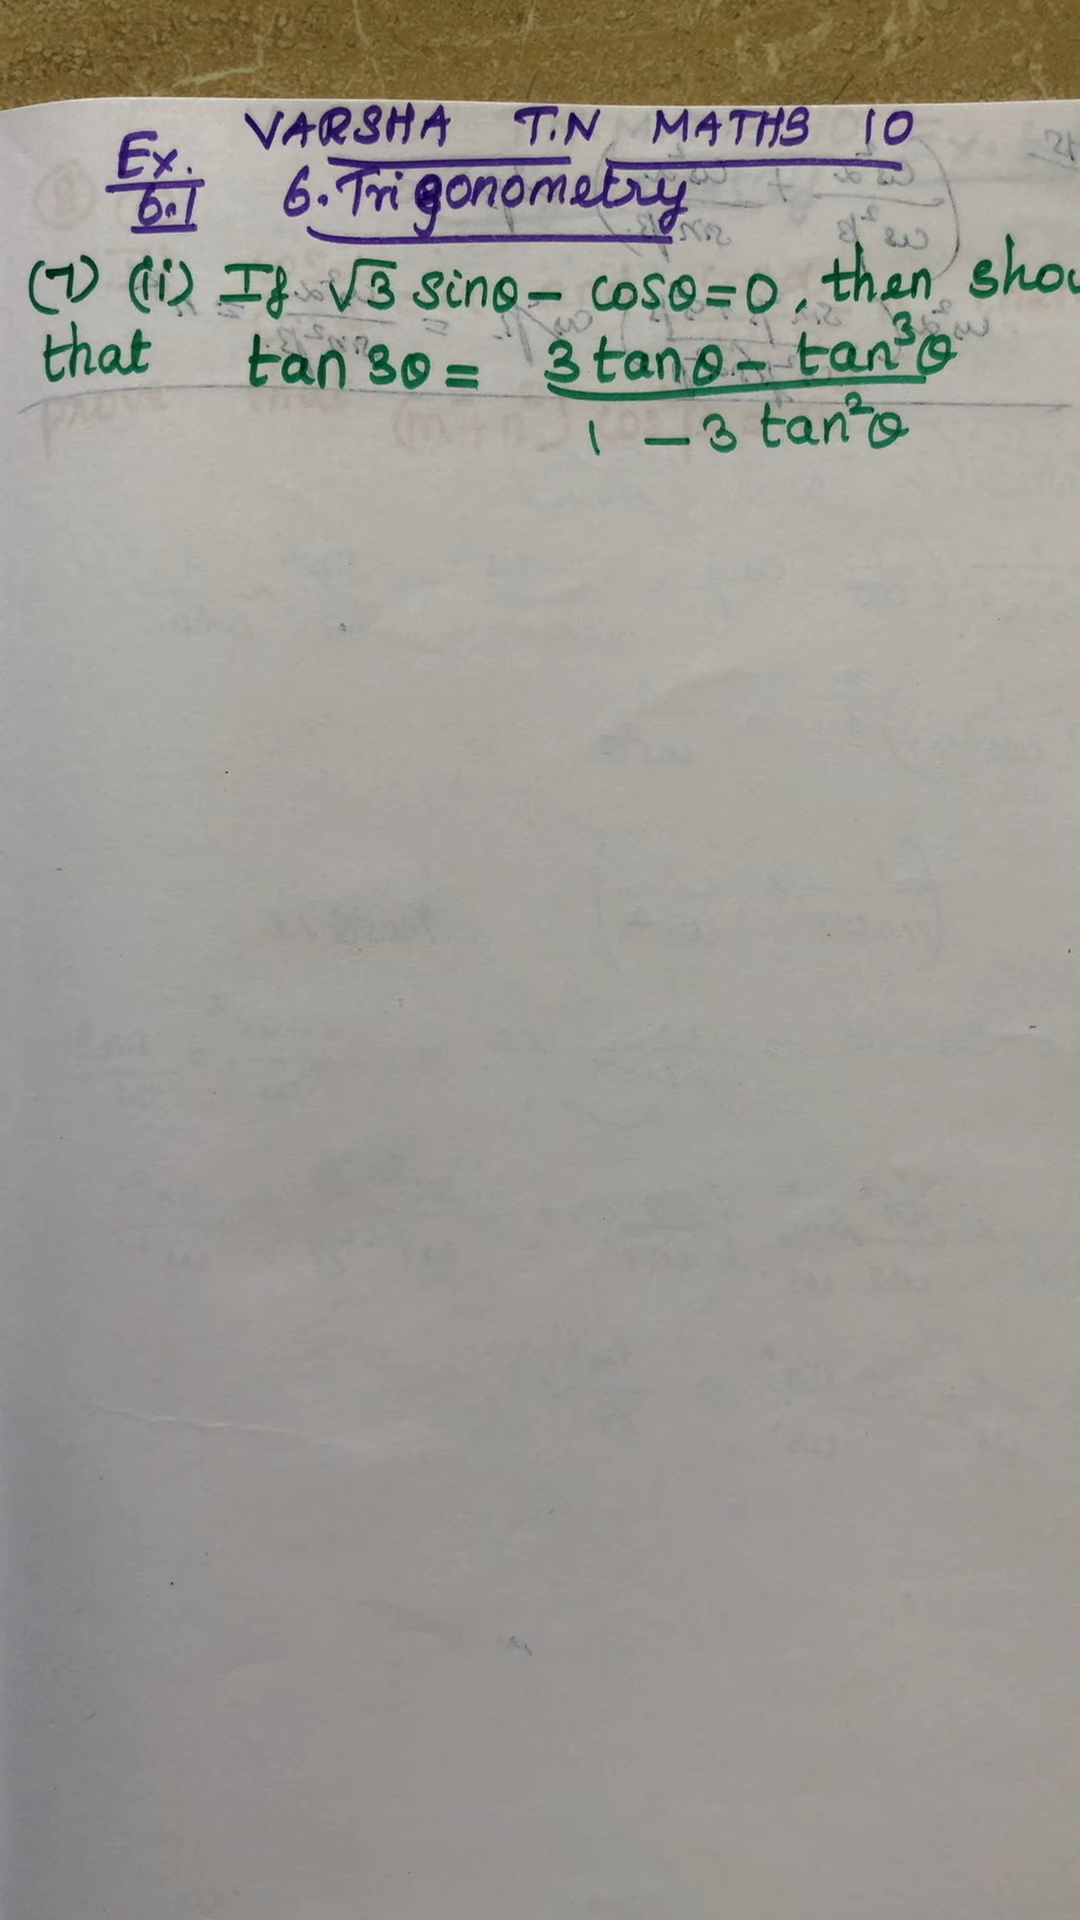 VARSHA T.N MATHS 10
Ex. 6.1 6. Trigonometry
(7) (ii) If √3 sinθ - cosθ = 0, then show
that tan 3θ = 3 tanθ - tan³θ
1 - 3 tan²θ